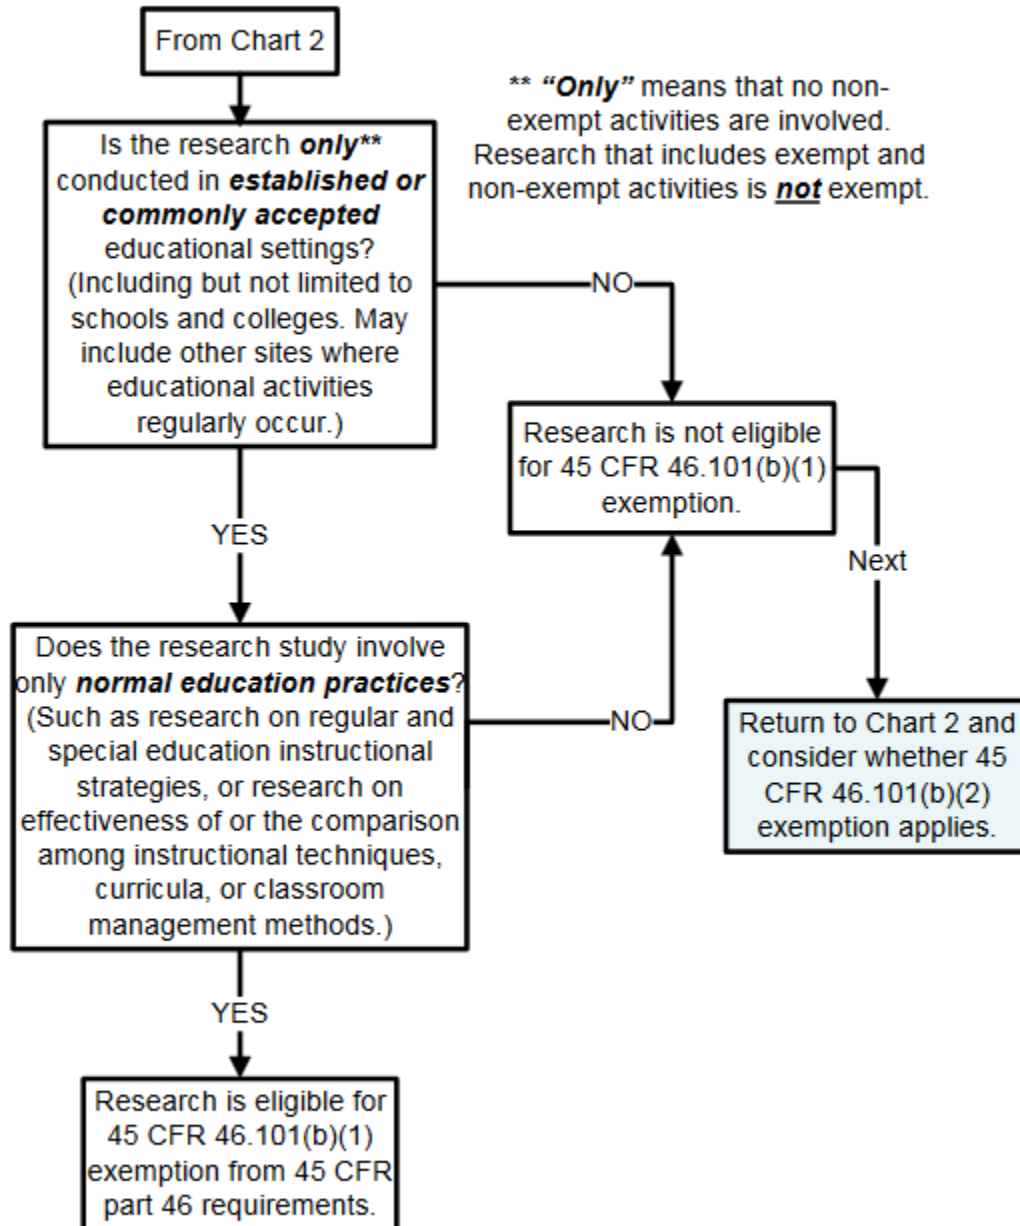 From Chart 2
** “Only” means that no non-
exempt activities are involved.
Research that includes exempt and
non-exempt activities is not exempt.
Is the research only**
conducted in established or
commonly accepted
educational settings?
(Including but not limited to
schools and colleges. May
include other sites where
educational activities
regularly occur.)
NO
Research is not eligible
for 45 CFR 46.101(b)(1)
exemption.
YES
Next
Does the research study involve
only normal education practices?
(Such as research on regular and
special education instructional
strategies, or research on
effectiveness of or the comparison
among instructional techniques,
curricula, or classroom
management methods.)
NO
Return to Chart 2 and
consider whether 45
CFR 46.101(b)(2)
exemption applies.
YES
Research is eligible for
45 CFR 46.101(b)(1)
exemption from 45 CFR
part 46 requirements.